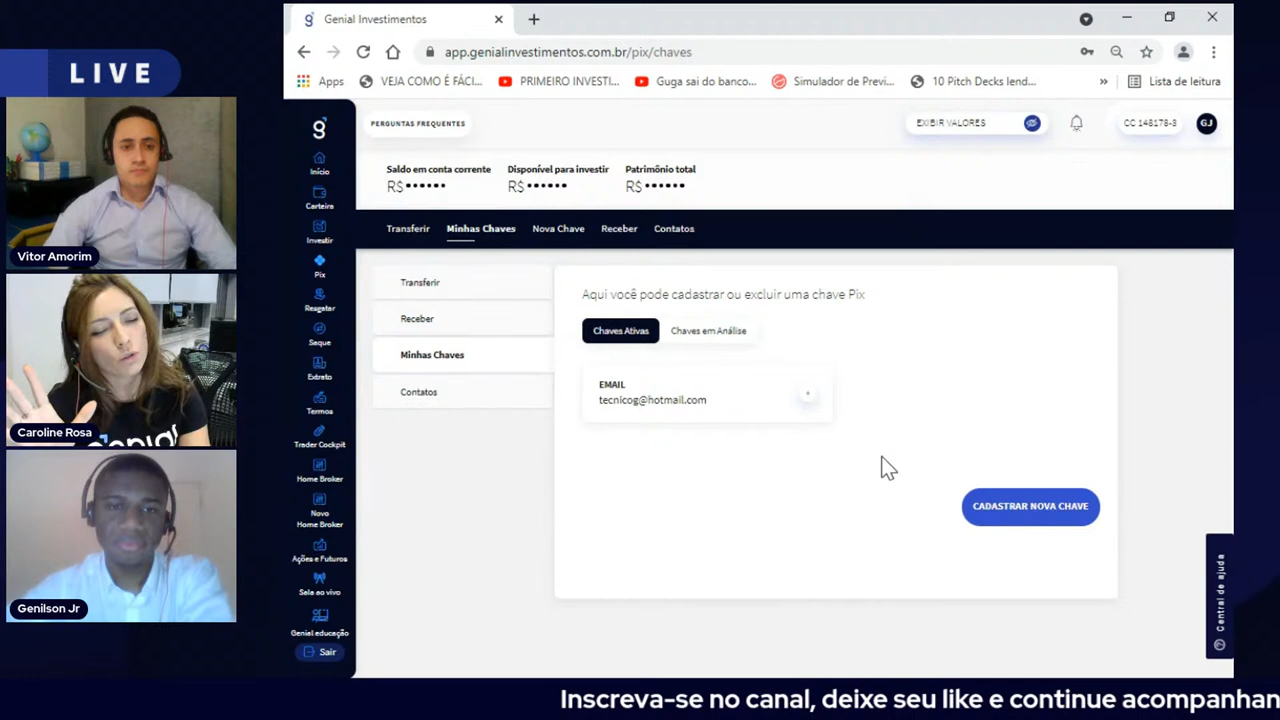 LIVE
Vitor Amorim
Caroline Rosa
Genilson Jr
Genial Investimentos
app.genialinvestimentos.com.br/pix/chaves
Apps
VEJA COMO É FÁCI...
PRIMEIRO INVESTI...
Guga sai do banco...
Simulador de Previ...
10 Pitch Decks lend...
»
Lista de leitura
g
PERGUNTAS FREQUENTES
EXIBIR VALORES
CC 148178-3
GJ
Saldo em conta corrente
R$••••••
Disponível para investir
R$••••••
Patrimônio total
R$••••••
Transferir
Minhas Chaves
Nova Chave
Receber
Contatos
Início
Carteira
Investir
Pix
Resgatar
Saque
Extrato
Termos
Trader Cockpit
Home Broker
Novo
Home Broker
Ações e Futuros
Sala ao vivo
Genial educação
Sair
Transferir
Receber
Minhas Chaves
Contatos
Aqui você pode cadastrar ou excluir uma chave Pix
Chaves Ativas
Chaves em Análise
EMAIL
tecnicog@hotmail.com
CADASTRAR NOVA CHAVE
Central de ajuda
Inscreva-se no canal, deixe seu like e continue acompanhan